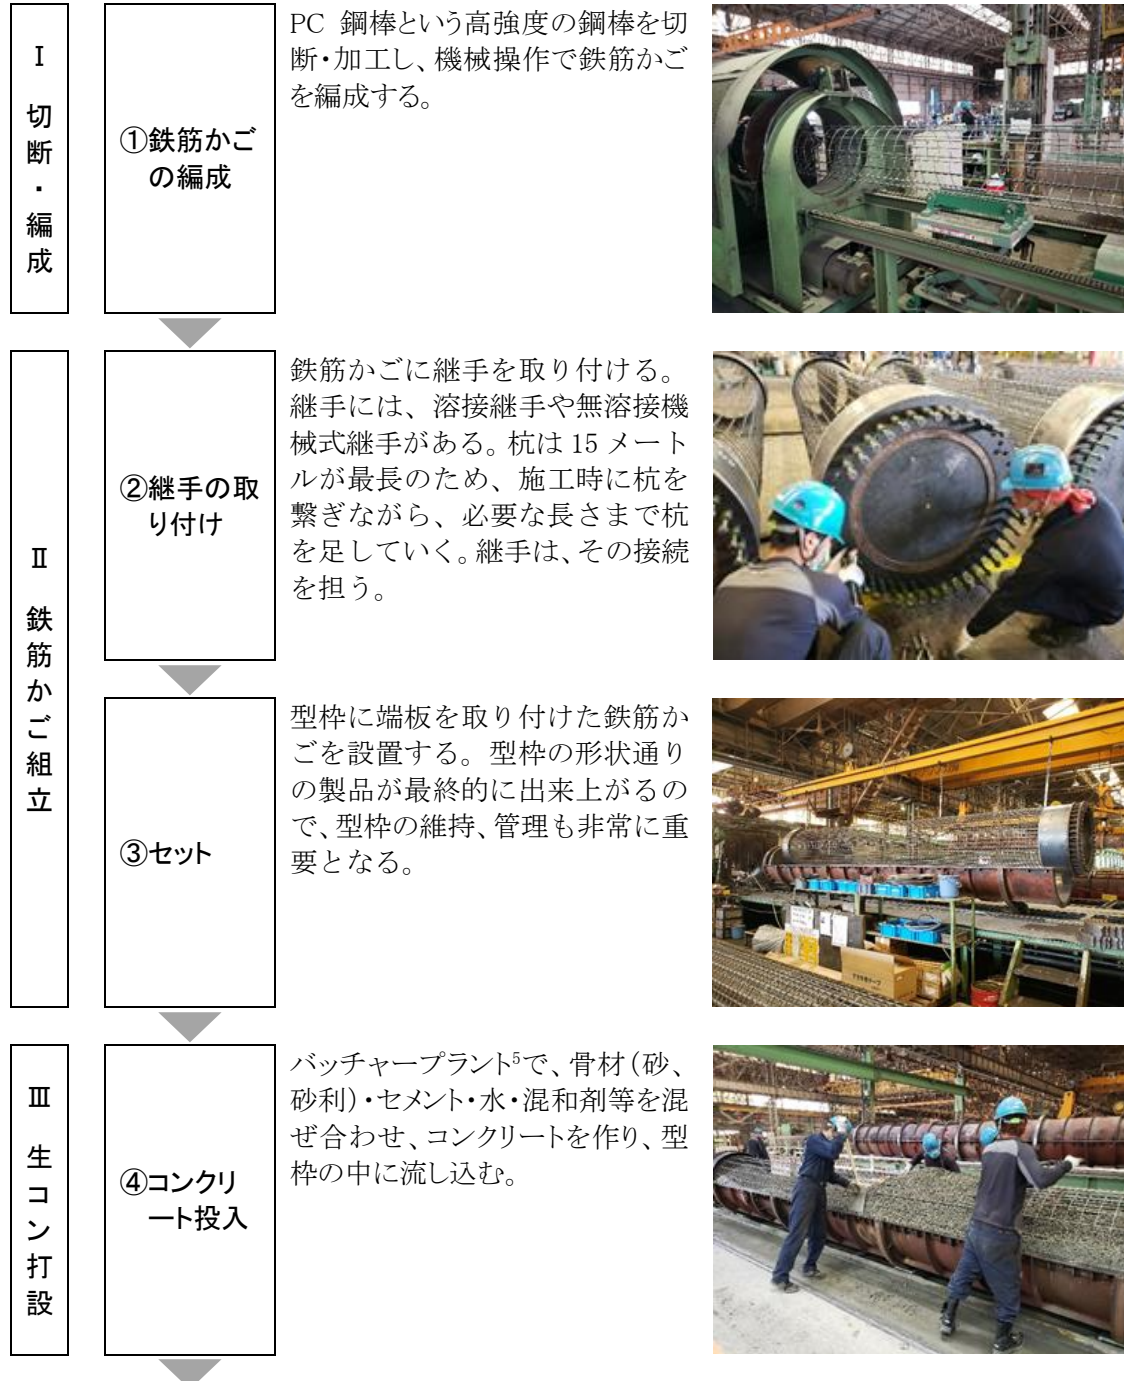 Ⅰ 切断・編成
①鉄筋かご
の編成
PC 鋼棒という高強度の鋼棒を切
断・加工し、機械操作で鉄筋かご
を編成する。
Ⅱ 鉄筋かご組立
②継手の取
り付け
鉄筋かごに継手を取り付ける。
継手には、溶接継手や無溶接機
械式継手がある。杭は 15 メート
ルが最長のため、施工時に杭を
繋ぎながら、必要な長さまで杭
を足していく。継手は、その接続
を担う。
③セット
型枠に端板を取り付けた鉄筋か
ごを設置する。型枠の形状通り
の製品が最終的に出来上がるの
で、型枠の維持、管理も非常に重
要となる。
Ⅲ 生コン打設
④コンクリ
ート投入
バッチャープラント5で、骨材（砂、
砂利）・セメント・水・混和剤等を混
ぜ合わせ、コンクリートを作り、型
枠の中に流し込む。